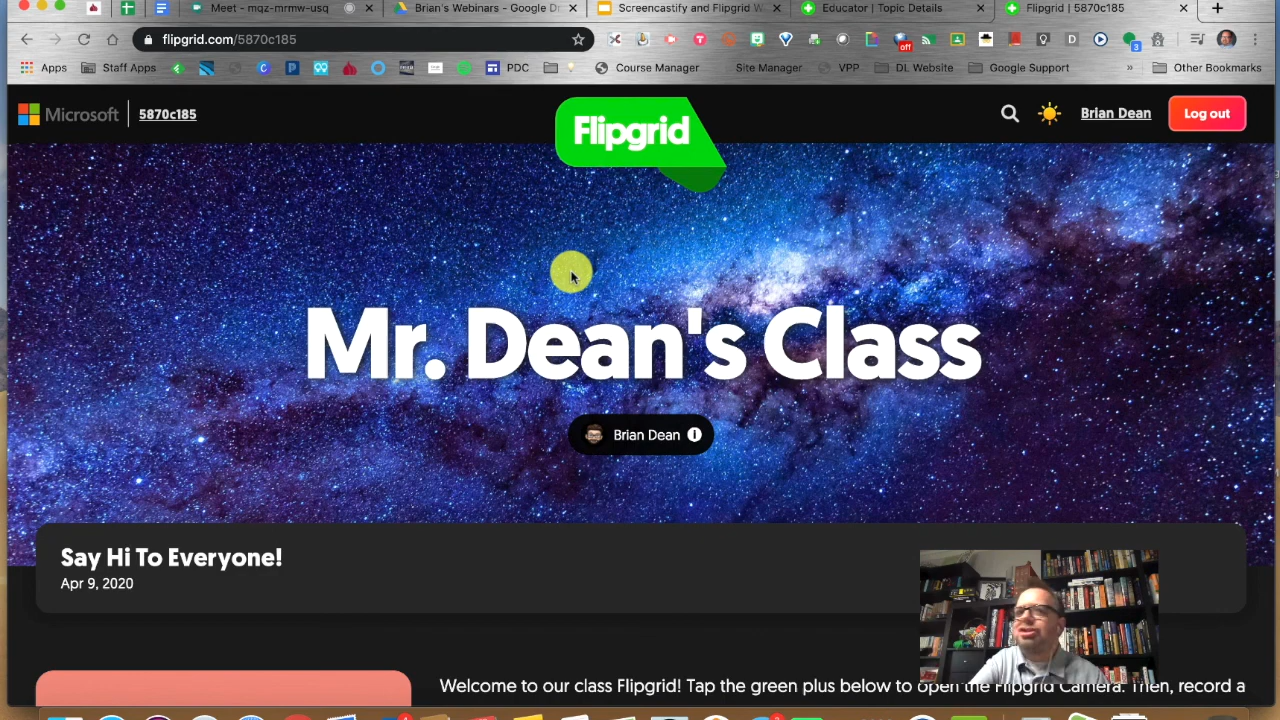 Meet - mqz-mrmw-usq
Brian's Webinars - Google Dr
Screencastify and Flipgrid W
Educator | Topic Details
Flipgrid | 5870c185
flipgrid.com/5870c185
off
D
3
Apps
Staff Apps
PDC
Course Manager
Site Manager
VPP
DL Website
Google Support
»
Other Bookmarks
Microsoft
5870c185
Flipgrid
Brian Dean
Log out
Mr. Dean's Class
Brian Dean
Say Hi To Everyone!
Apr 9, 2020
Welcome to our class Flipgrid! Tap the green plus below to open the Flipgrid Camera. Then, record a